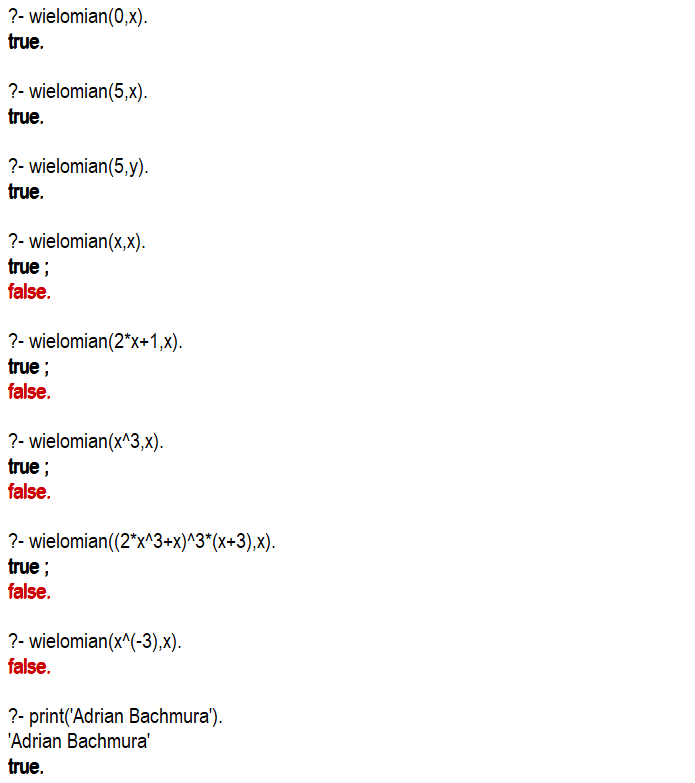 ?- wielomian(0,x).
true.
?- wielomian(5,x).
true.
?- wielomian(5,y).
true.
?- wielomian(x,x).
true ;
false.
?- wielomian(2*x+1,x).
true ;
false.
?- wielomian(x^3,x).
true ;
false.
?- wielomian((2*x^3+x)^3*(x+3),x).
true ;
false.
?- wielomian(x^(-3),x).
false.
?- print('Adrian Bachmura').
'Adrian Bachmura'
true.